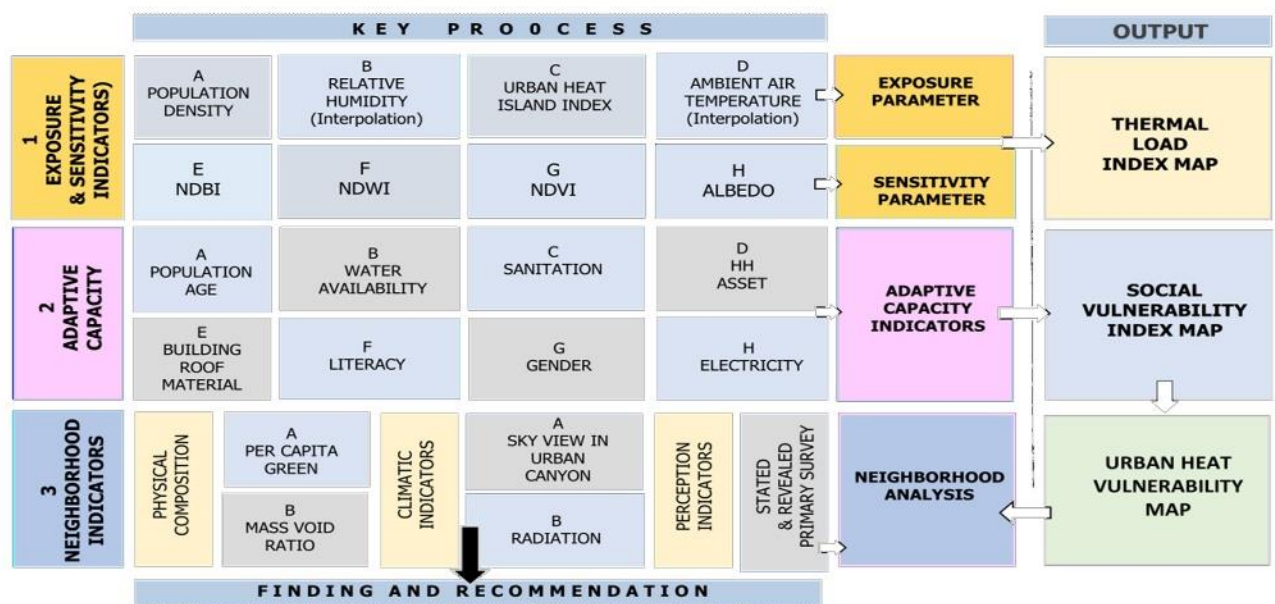 KEY PRO0CESS
OUTPUT
1
EXPOSURE
& SENSITIVITY
INDICATORS)
A
POPULATION
DENSITY
B
RELATIVE
HUMIDITY
(Interpolation)
C
URBAN HEAT
ISLAND INDEX
D
AMBIENT AIR
TEMPERATURE
(Interpolation)
EXPOSURE
PARAMETER
E
NDBI
F
NDWI
G
NDVI
H
ALBEDO
SENSITIVITY
PARAMETER
THERMAL
LOAD
INDEX MAP
2
ADAPTIVE
CAPACITY
A
POPULATION
AGE
B
WATER
AVAILABILITY
C
SANITATION
D
HH
ASSET
E
BUILDING
ROOF
MATERIAL
F
LITERACY
G
GENDER
H
ELECTRICITY
ADAPTIVE
CAPACITY
INDICATORS
SOCIAL
VULNERABILITY
INDEX MAP
3
NEIGHBORHOOD
INDICATORS
PHYSICAL
COMPOSITION
A
PER CAPITA
GREEN
B
MASS VOID
RATIO
CLIMATIC
INDICATORS
A
SKY VIEW IN
URBAN
CANYON
B
RADIATION
PERCEPTION
INDICATORS
STATED
& REVEALED
PRIMARY SURVEY
NEIGHBORHOOD
ANALYSIS
URBAN HEAT
VULNERABILITY
MAP
FINDING AND RECOMMENDATION